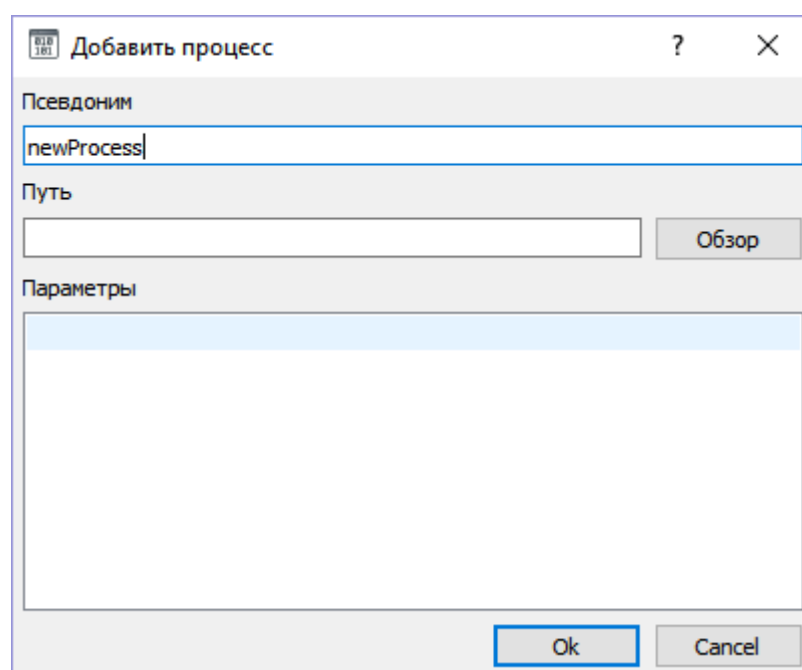 Добавить процесс
Псевдоним
newProcess
Путь
Обзор
Параметры
Ok Cancel